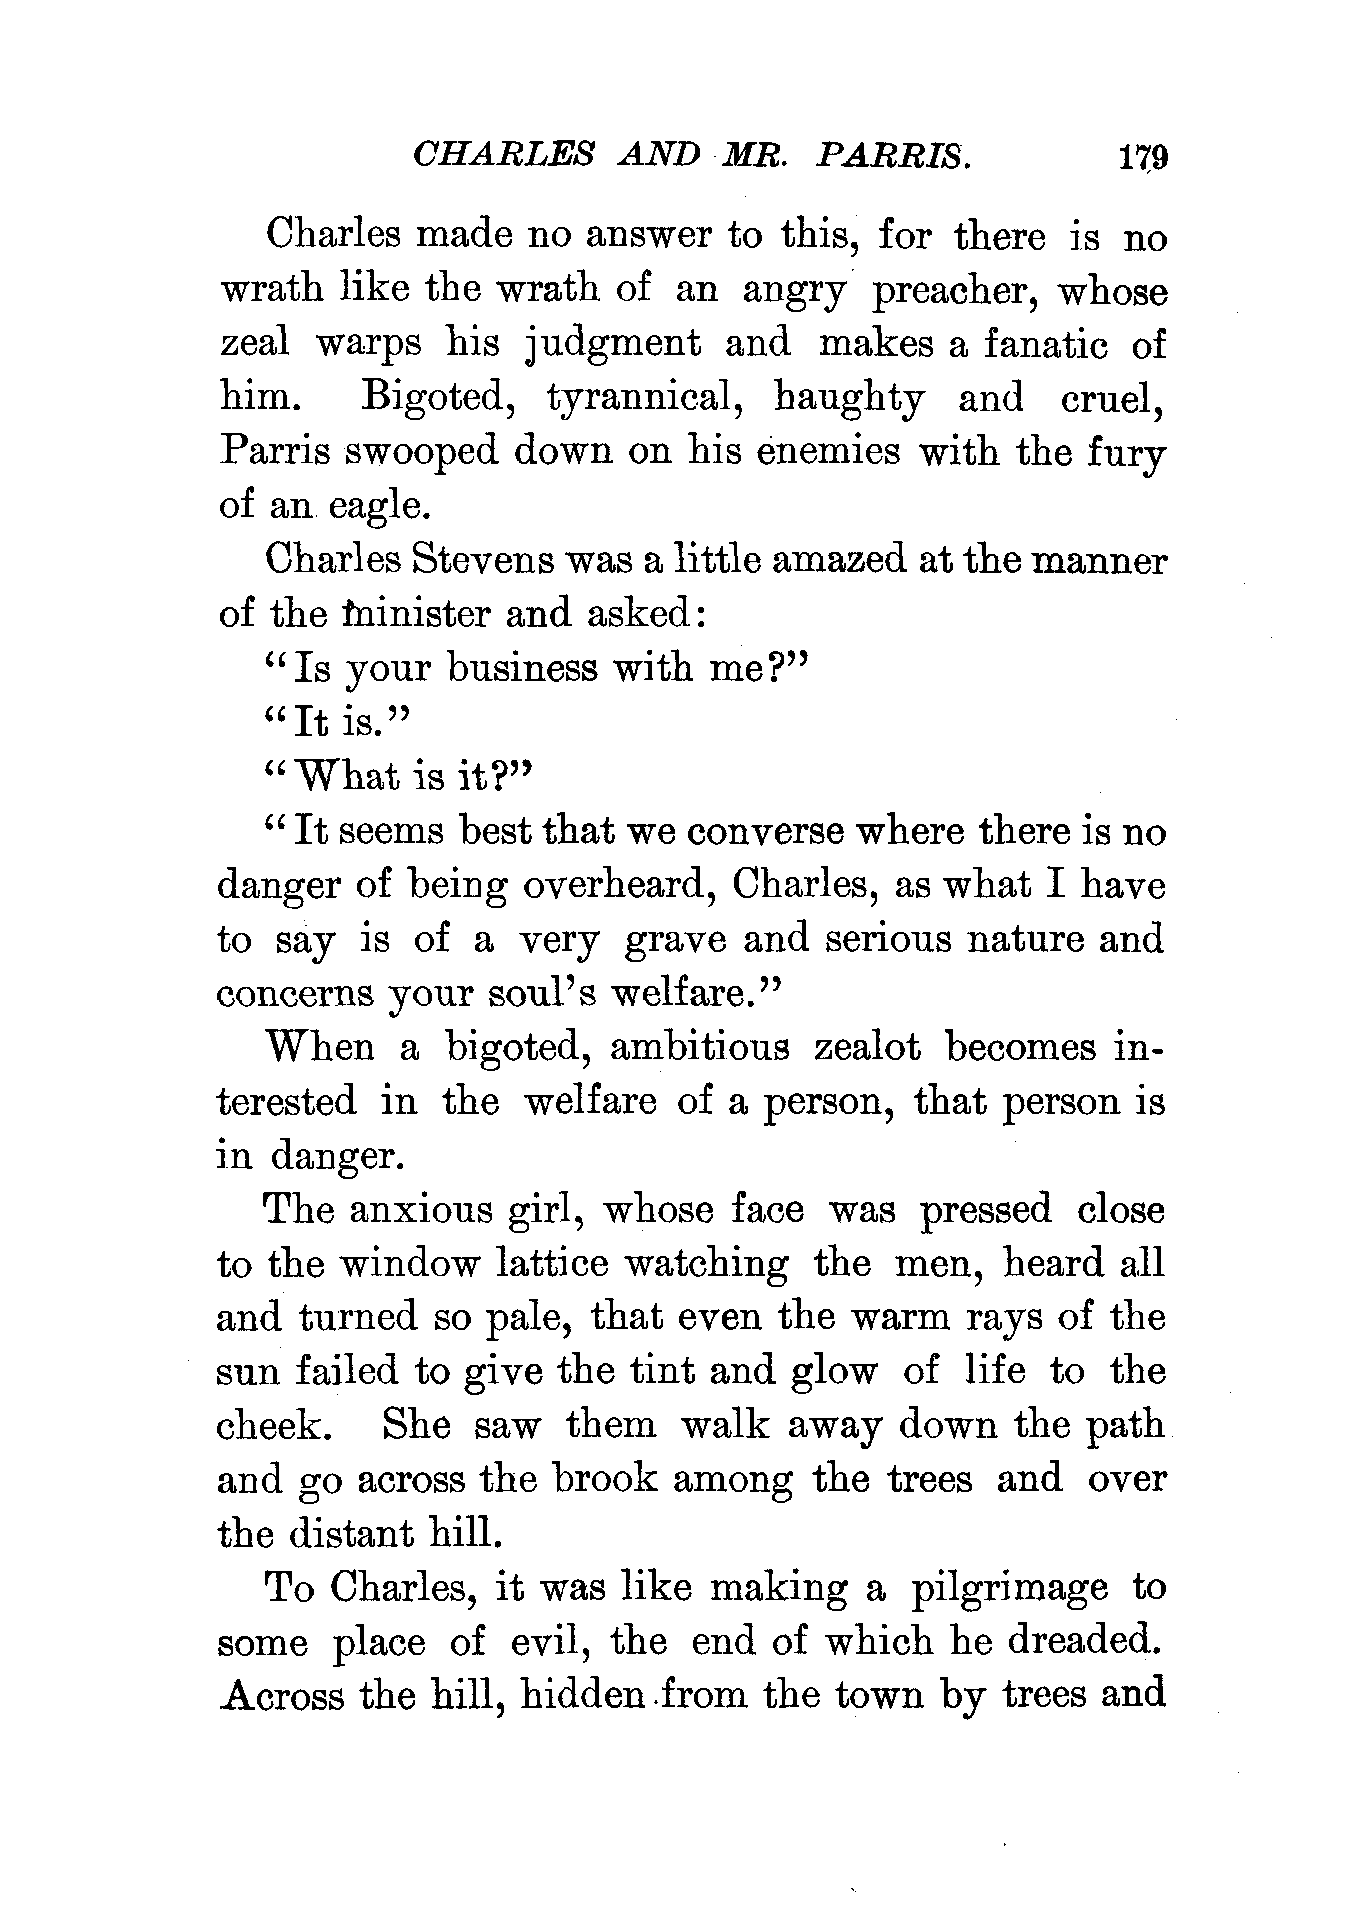 CHARLES AND MR. PARRIS. 179
Charles made no answer to this, for there is no
wrath like the wrath of an angry preacher, whose
zeal warps his judgment and makes a fanatic of
him. Bigoted, tyrannical, haughty and cruel,
Parris swooped down on his enemies with the fury
of an eagle.
Charles Stevens was a little amazed at the manner
of the minister and asked:
"Is your business with me?"
"It is."
"What is it?"
"It seems best that we converse where there is no
danger of being overheard, Charles, as what I have
to say is of a very grave and serious nature and
concerns your soul's welfare."
When a bigoted, ambitious zealot becomes in-
terested in the welfare of a person, that person is
in danger.
The anxious girl, whose face was pressed close
to the window lattice watching the men, heard all
and turned so pale, that even the warm rays of the
sun failed to give the tint and glow of life to the
cheek. She saw them walk away down the path
and go across the brook among the trees and over
the distant hill.
To Charles, it was like making a pilgrimage to
some place of evil, the end of which he dreaded.
Across the hill, hidden from the town by trees and